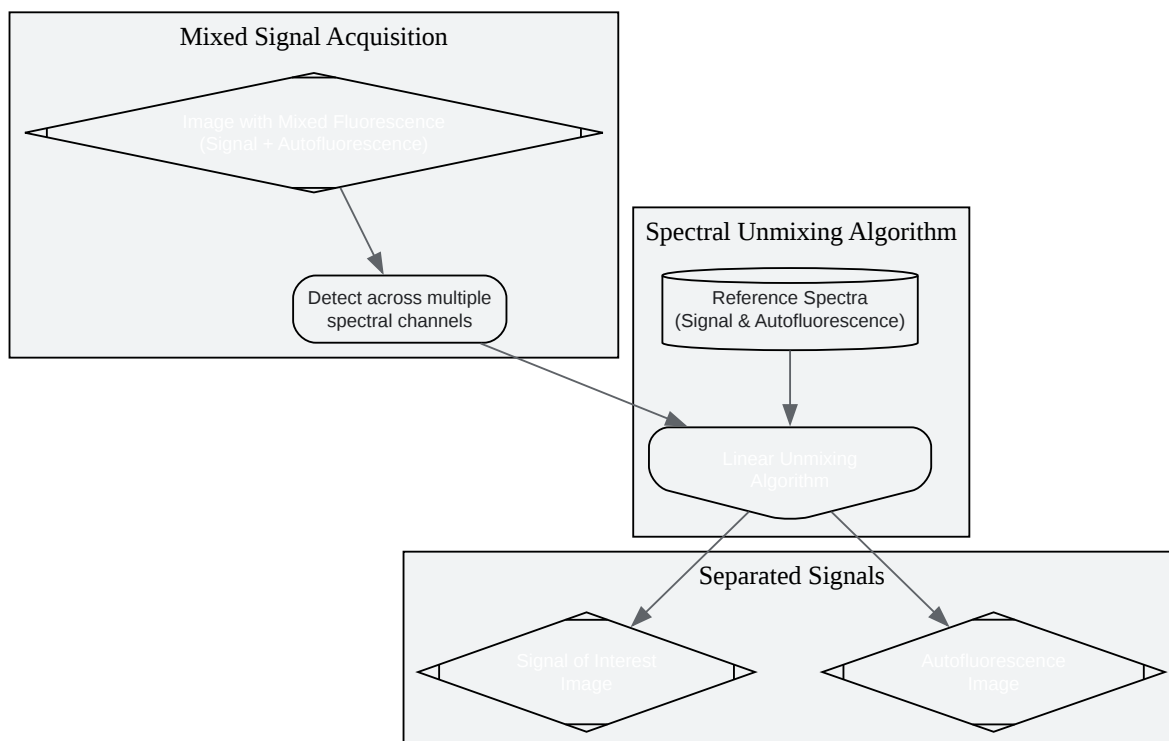 Mixed Signal Acquisition
Image with Mixed Fluorescence
(Signal + Autofluorescence)
Detect across multiple
spectral channels
Spectral Unmixing Algorithm
Reference Spectra
(Signal & Autofluorescence)
Linear Unmixing
Algorithm
Separated Signals
Signal of Interest
Image
Autofluorescence
Image